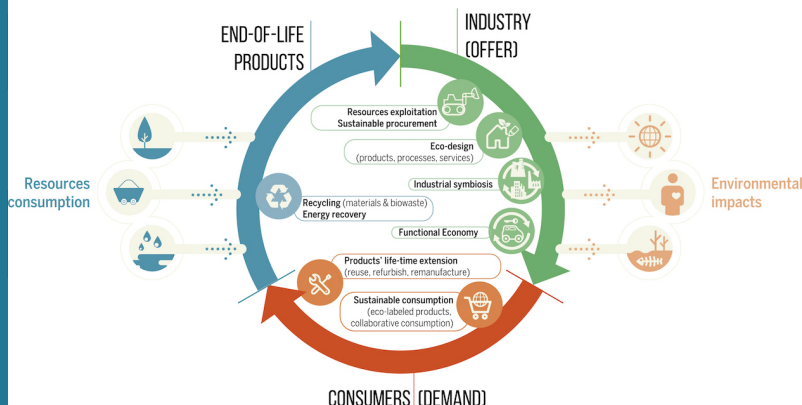 END-OF-LIFE
PRODUCTS
INDUSTRY
(OFFER)
Resources exploitation
Sustainable procurement
Eco-design
(products, processes, services)
Industrial symbiosis
Functional Economy
Recycling (materials & biowaste)
Energy recovery
Products' life-time extension
(reuse, refurbish, remanufacture)
Sustainable consumption
(eco-labeled products,
collaborative consumption)
Resources
consumption
Environmental
impacts
CONSUMERS (DEMAND)